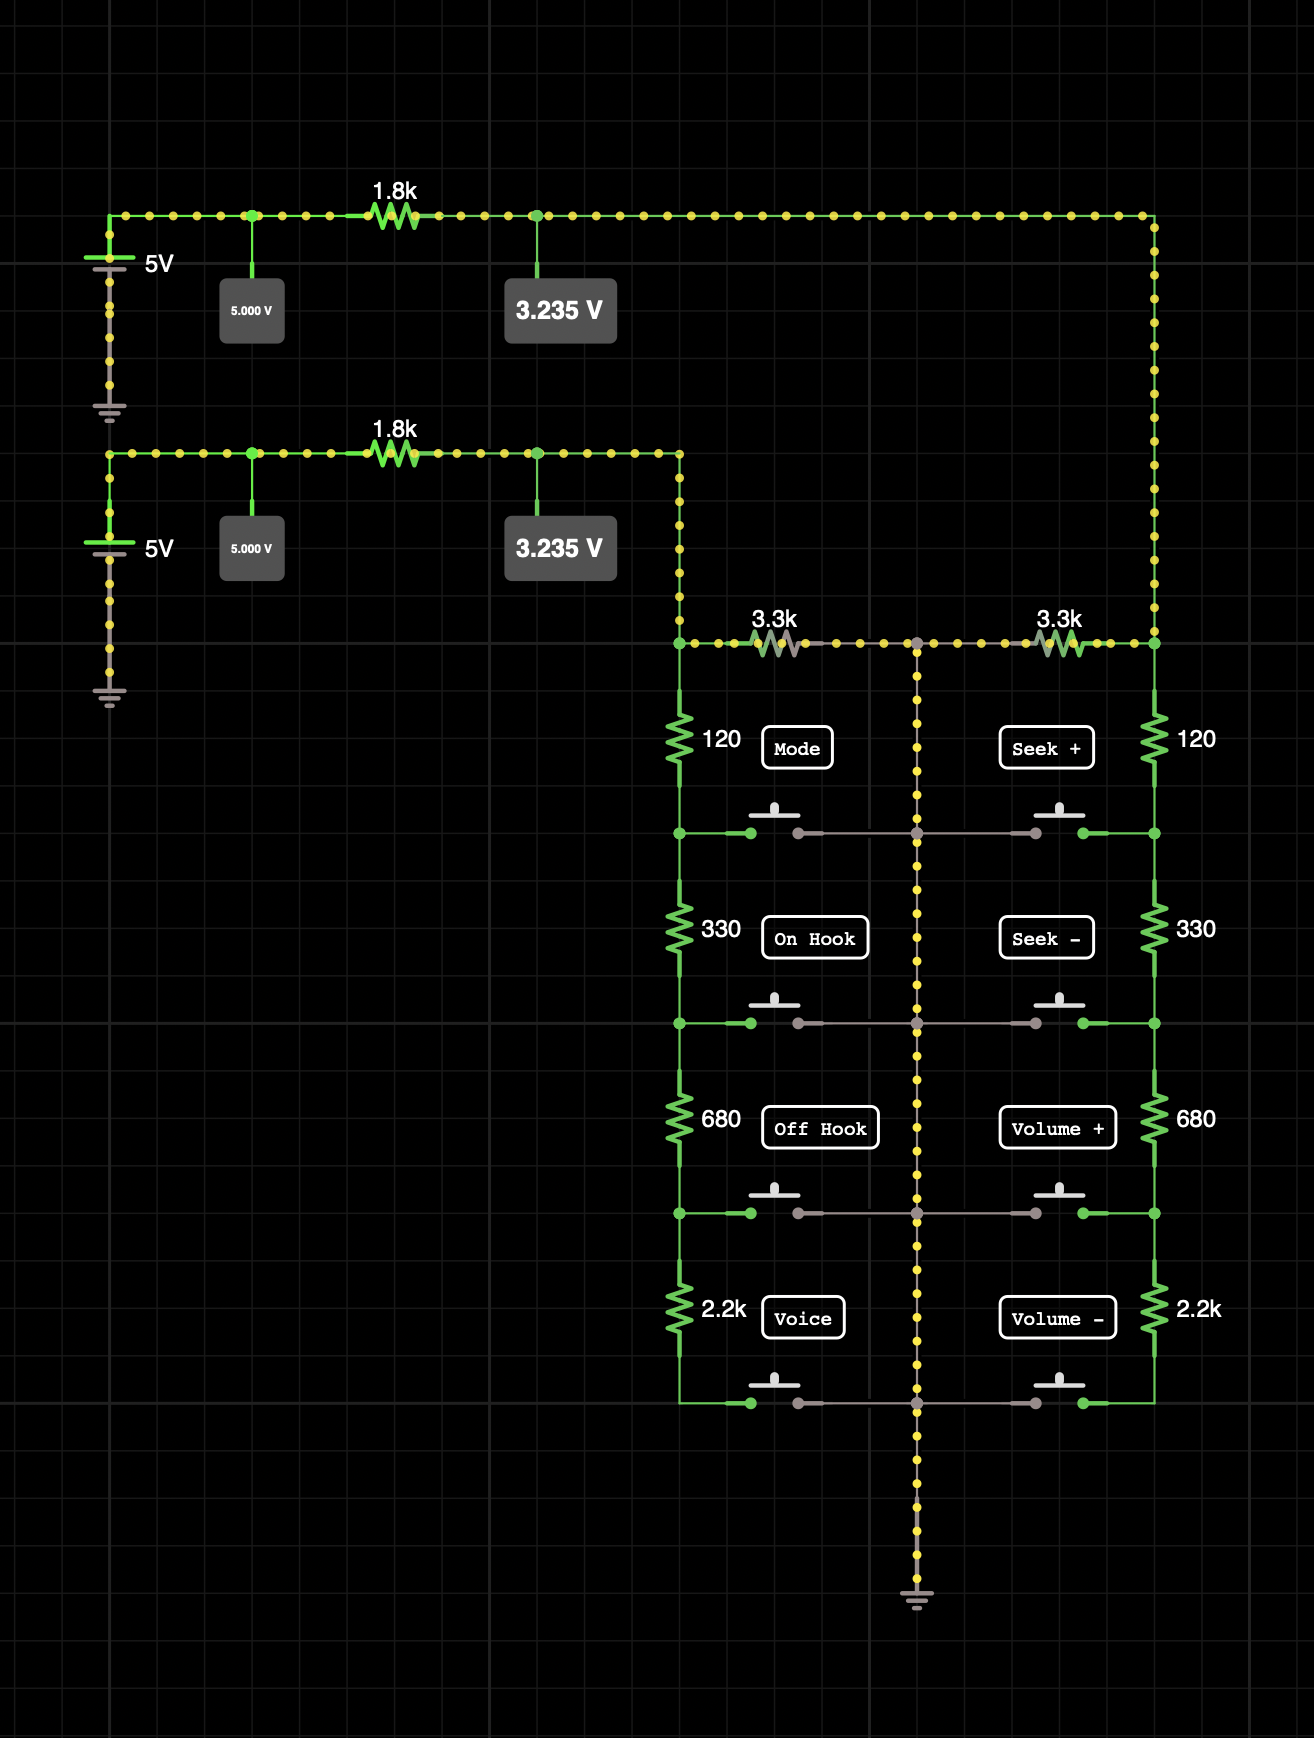 1.8k
5V
5.000 V
3.235 V
1.8k
5V
5.000 V
3.235 V
3.3k
3.3k
120
Mode
Seek +
120
330
On Hook
Seek -
330
680
Off Hook
Volume +
680
2.2k
Voice
Volume -
2.2k